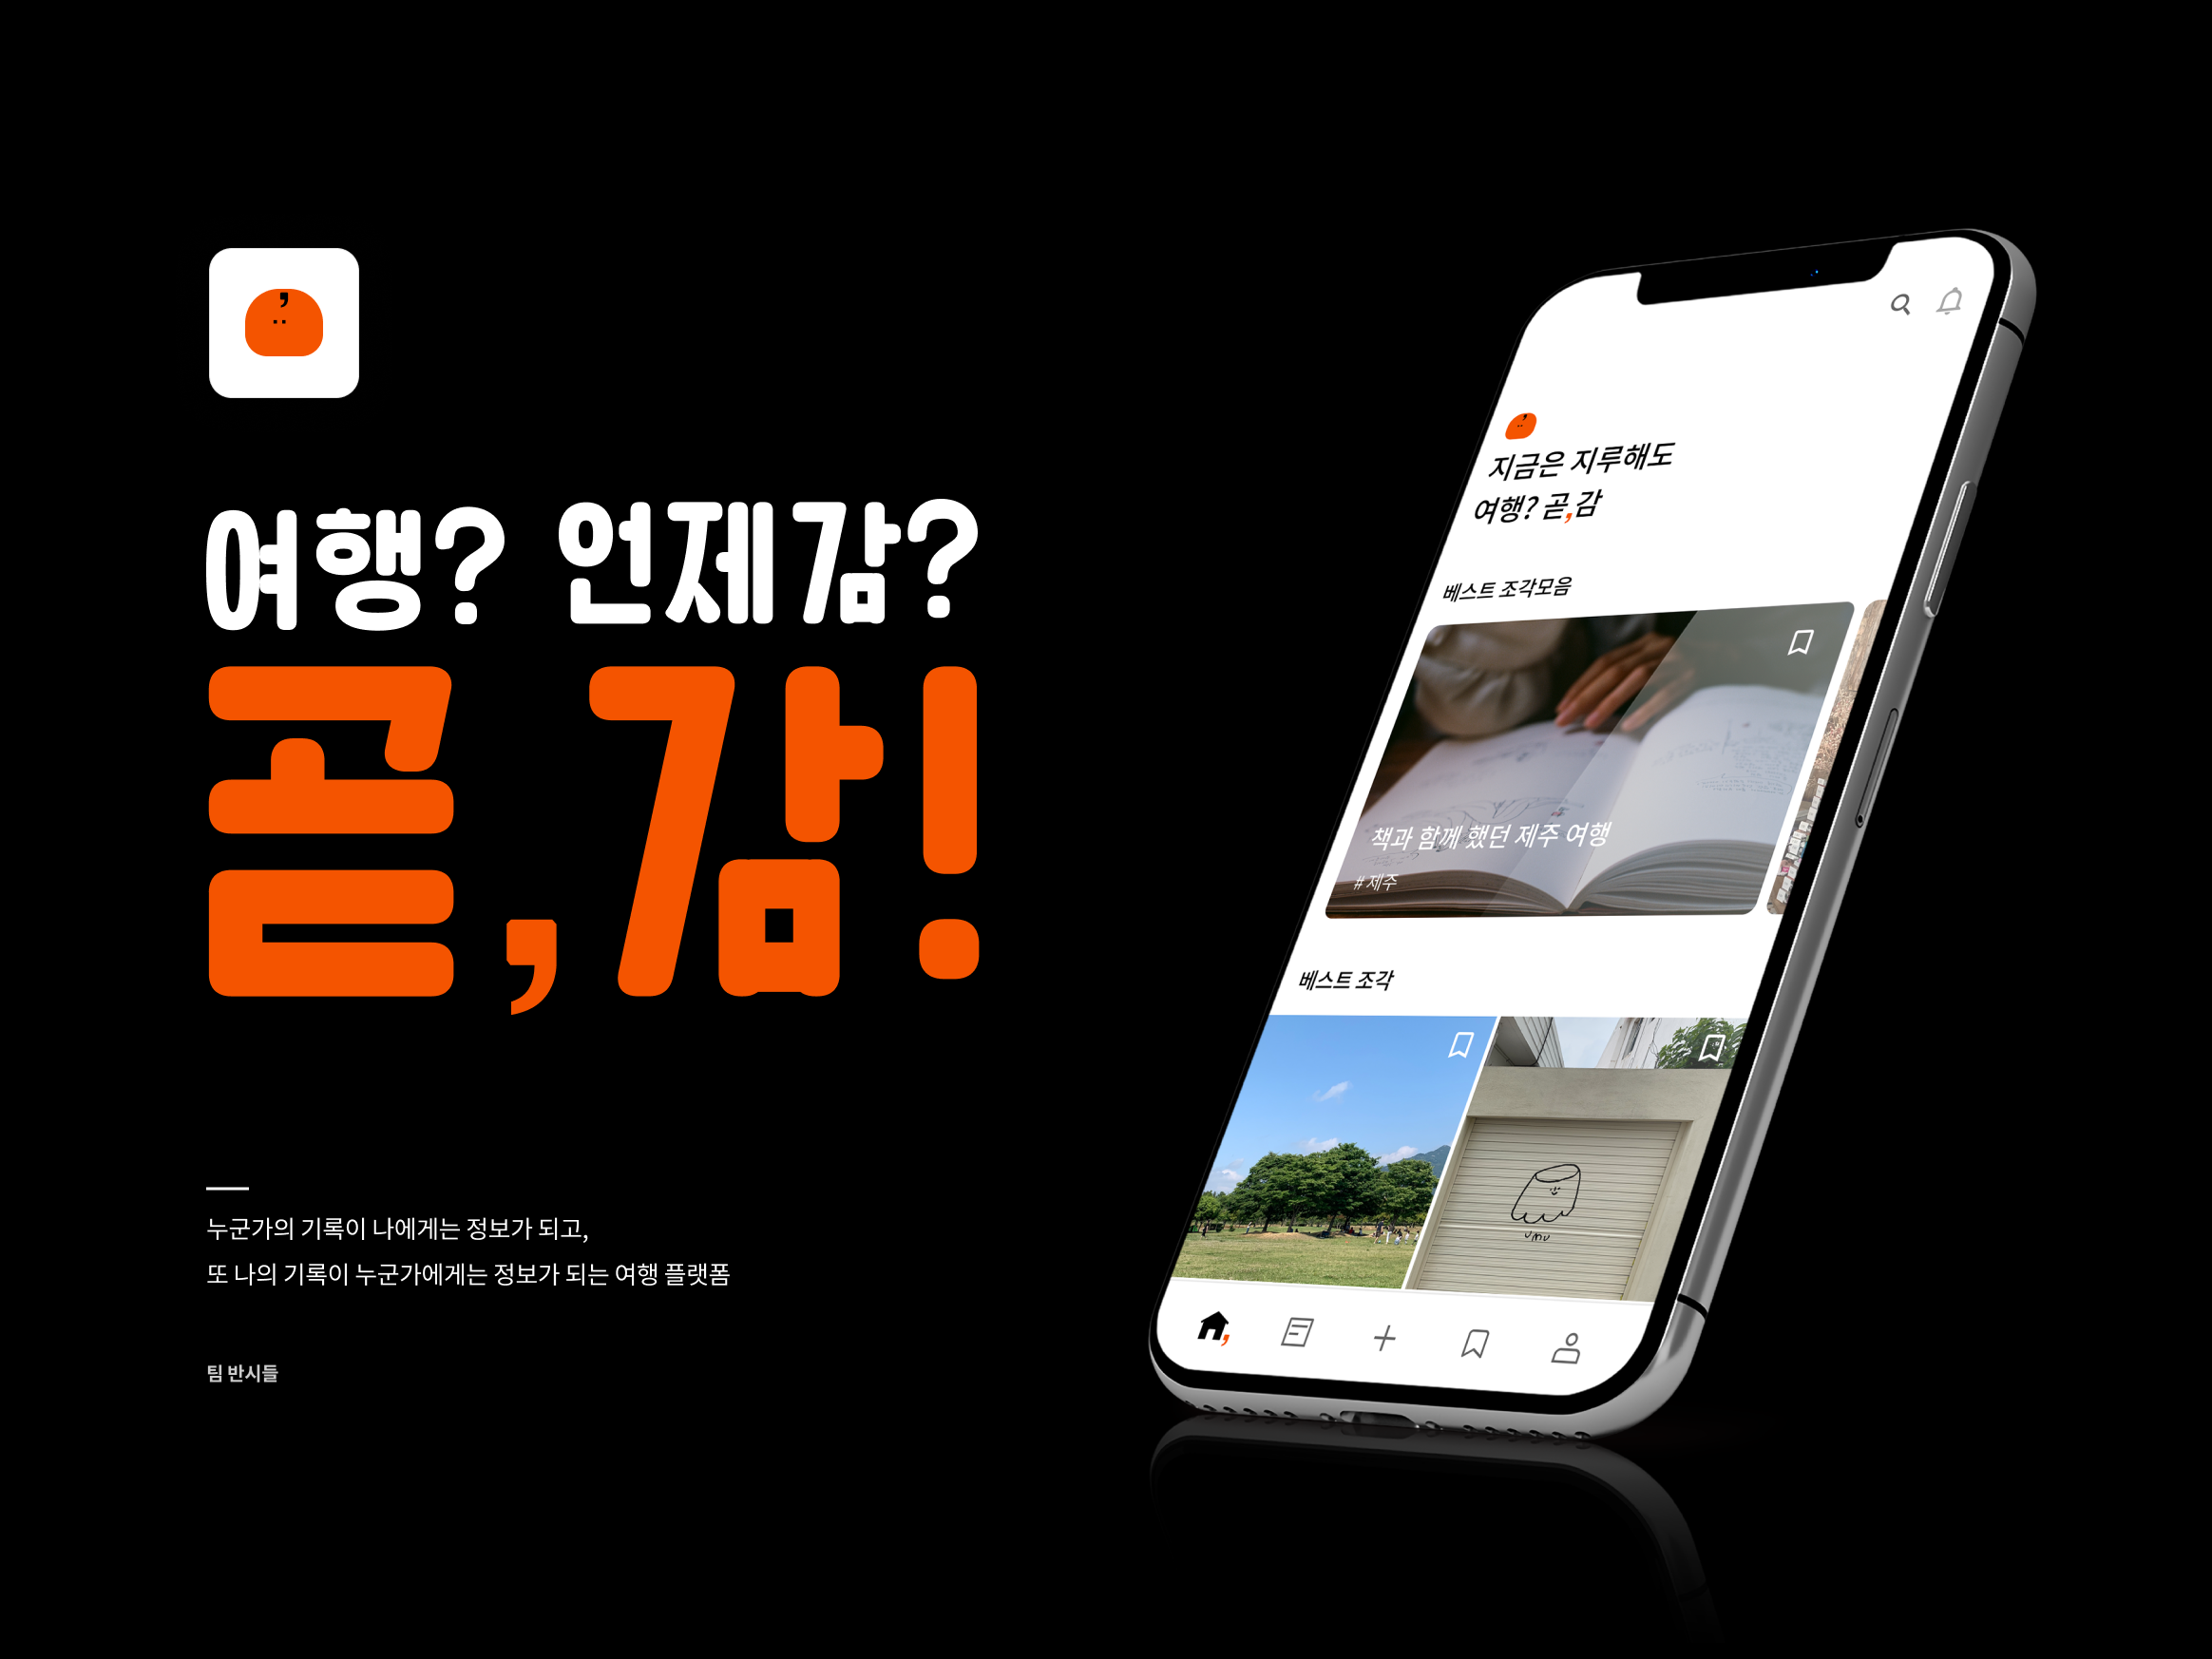 여행? 언제감?
곧,감!
누군가의 기록이 나에게는 정보가 되고,
또 나의 기록이 누군가에게는 정보가 되는 여행 플랫폼
팀 반시들
지금은 지루해도
여행? 곧,감
베스트 조각모음
책과 함께 했던 제주 여행
# 제주
베스트 조각